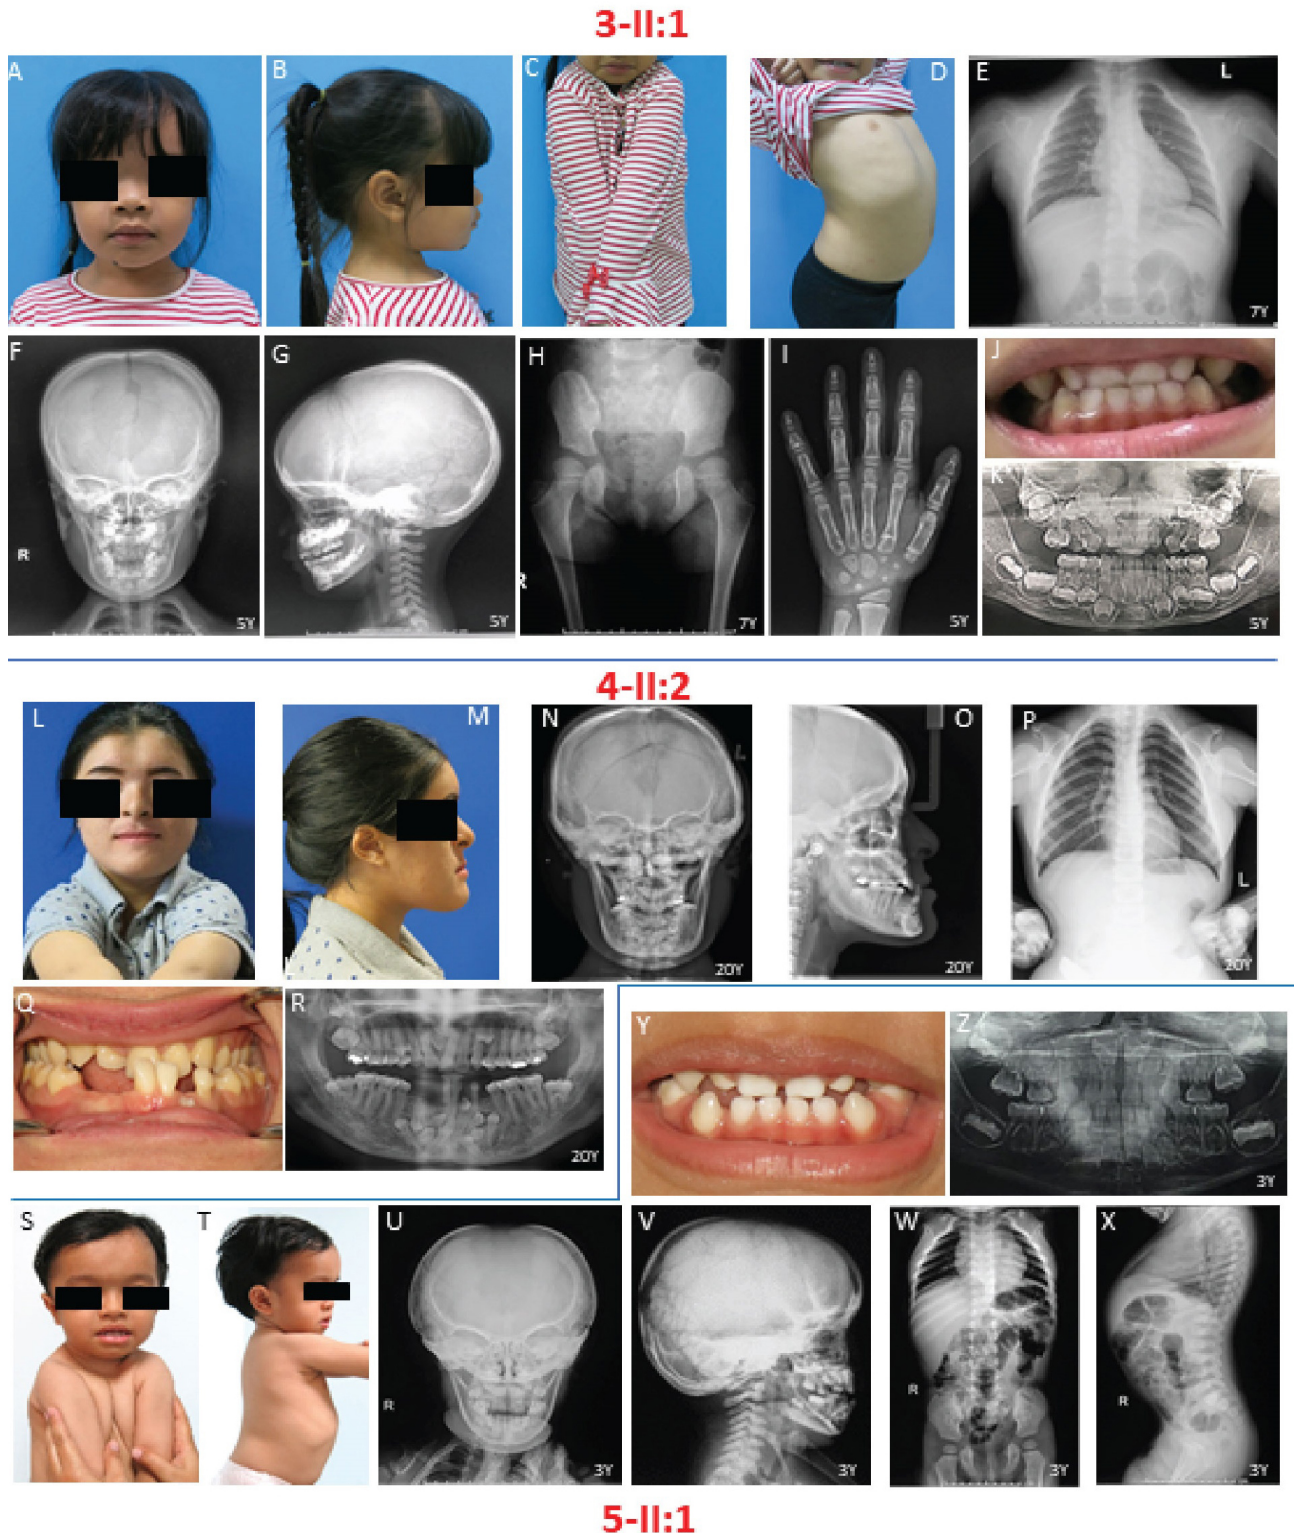 3-II:1
A B C D E L
7Y
F G H I J
K
R R
5Y 5Y 7Y 5Y 5Y
4-II:2
L M N O P
L L
20Y 20Y 20Y
Q R Y Z
20Y 3Y
S T U V W X
R R R
3Y 3Y 3Y 3Y
5-II:1